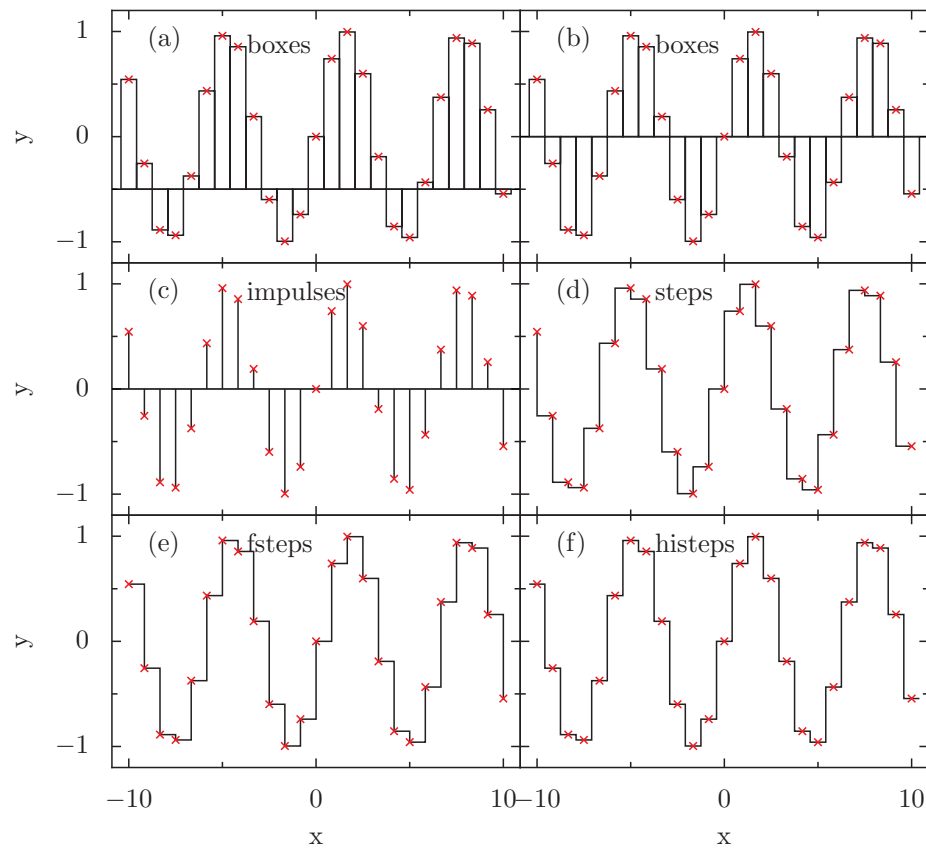 (a) boxes
(b) boxes
1
0
−1
y
(c) impulses
(d) steps
1
0
−1
y
(e) fsteps
(f) histeps
1
0
−1
y
−10 0 10
−10 0 10
x
x